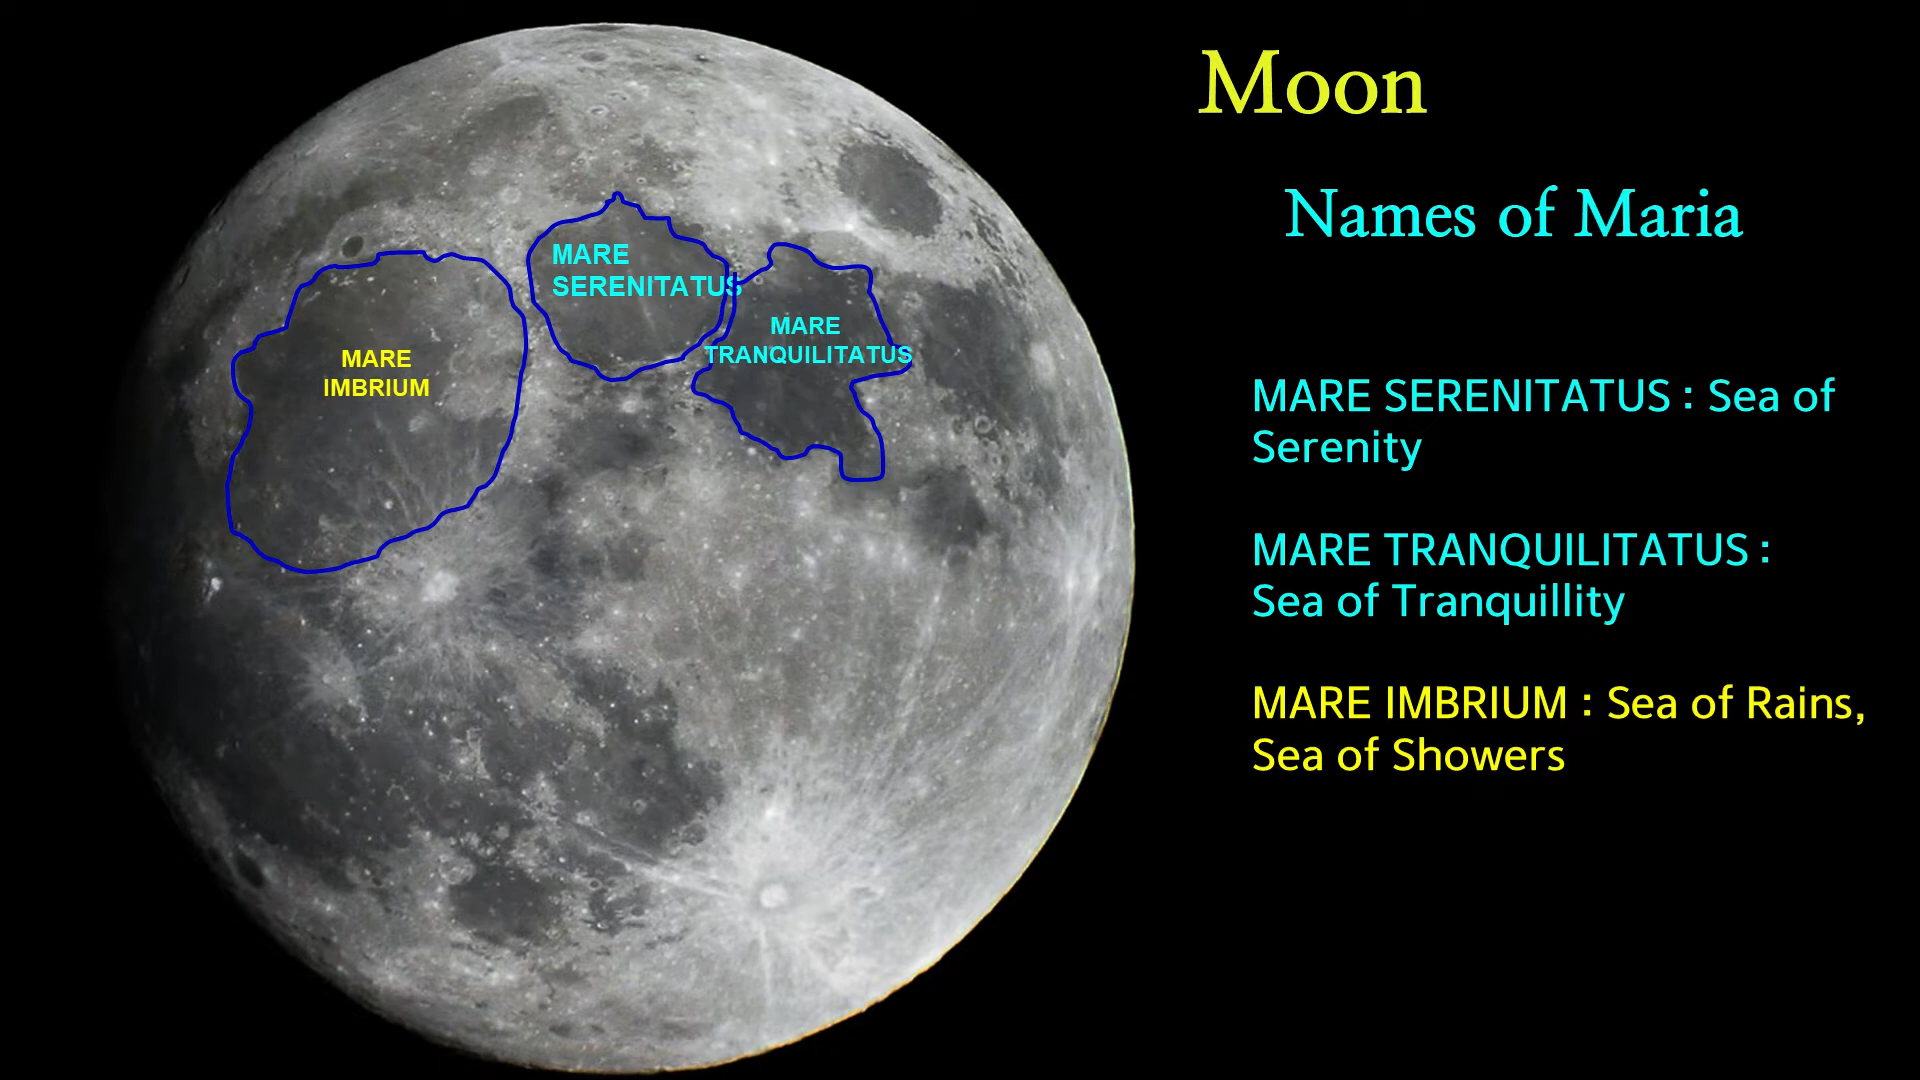 Moon
Names of Maria
MARE
SERENITATUS
MARE
TRANQUILITATUS
MARE
IMBRIUM
MARE SERENITATUS : Sea of
Serenity
MARE TRANQUILITATUS :
Sea of Tranquillity
MARE IMBRIUM : Sea of Rains,
Sea of Showers